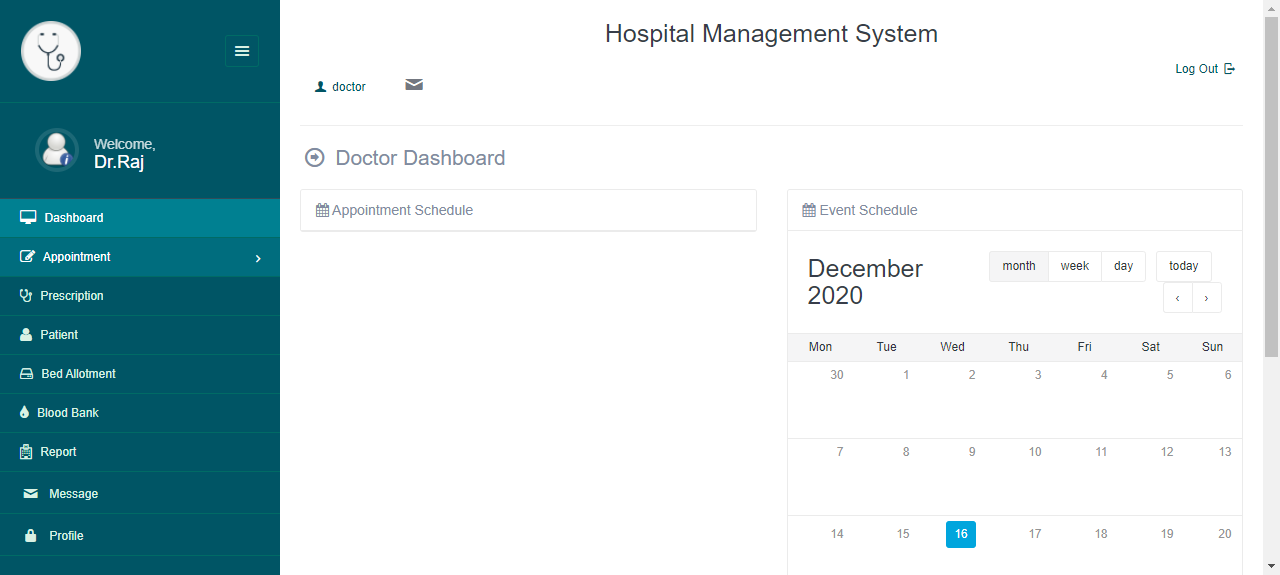 Hospital Management System
Log Out
doctor
Welcome,
Dr.Raj
Dashboard
Appointment
Prescription
Patient
Bed Allotment
Blood Bank
Report
Message
Profile
Doctor Dashboard
Appointment Schedule
Event Schedule
December
2020
month week day today
‹ ›
Mon Tue Wed Thu Fri Sat Sun
30 1 2 3 4 5 6
7 8 9 10 11 12 13
14 15 16 17 18 19 20